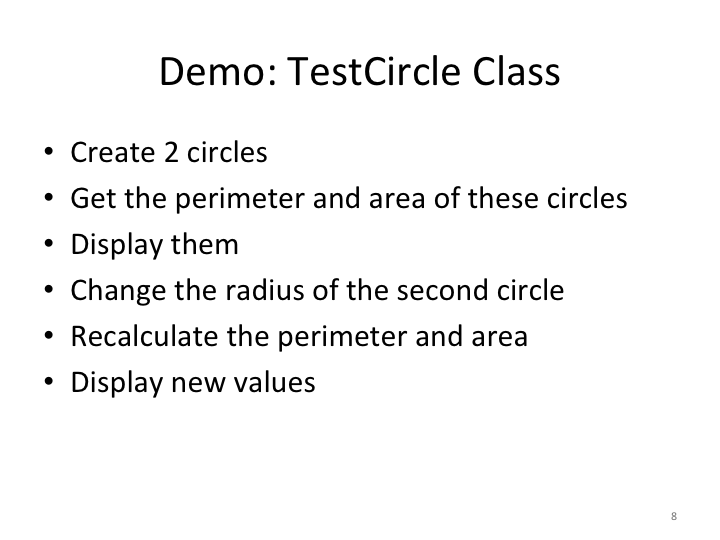 Demo: TestCircle Class
• Create 2 circles
• Get the perimeter and area of these circles
• Display them
• Change the radius of the second circle
• Recalculate the perimeter and area
• Display new values
8